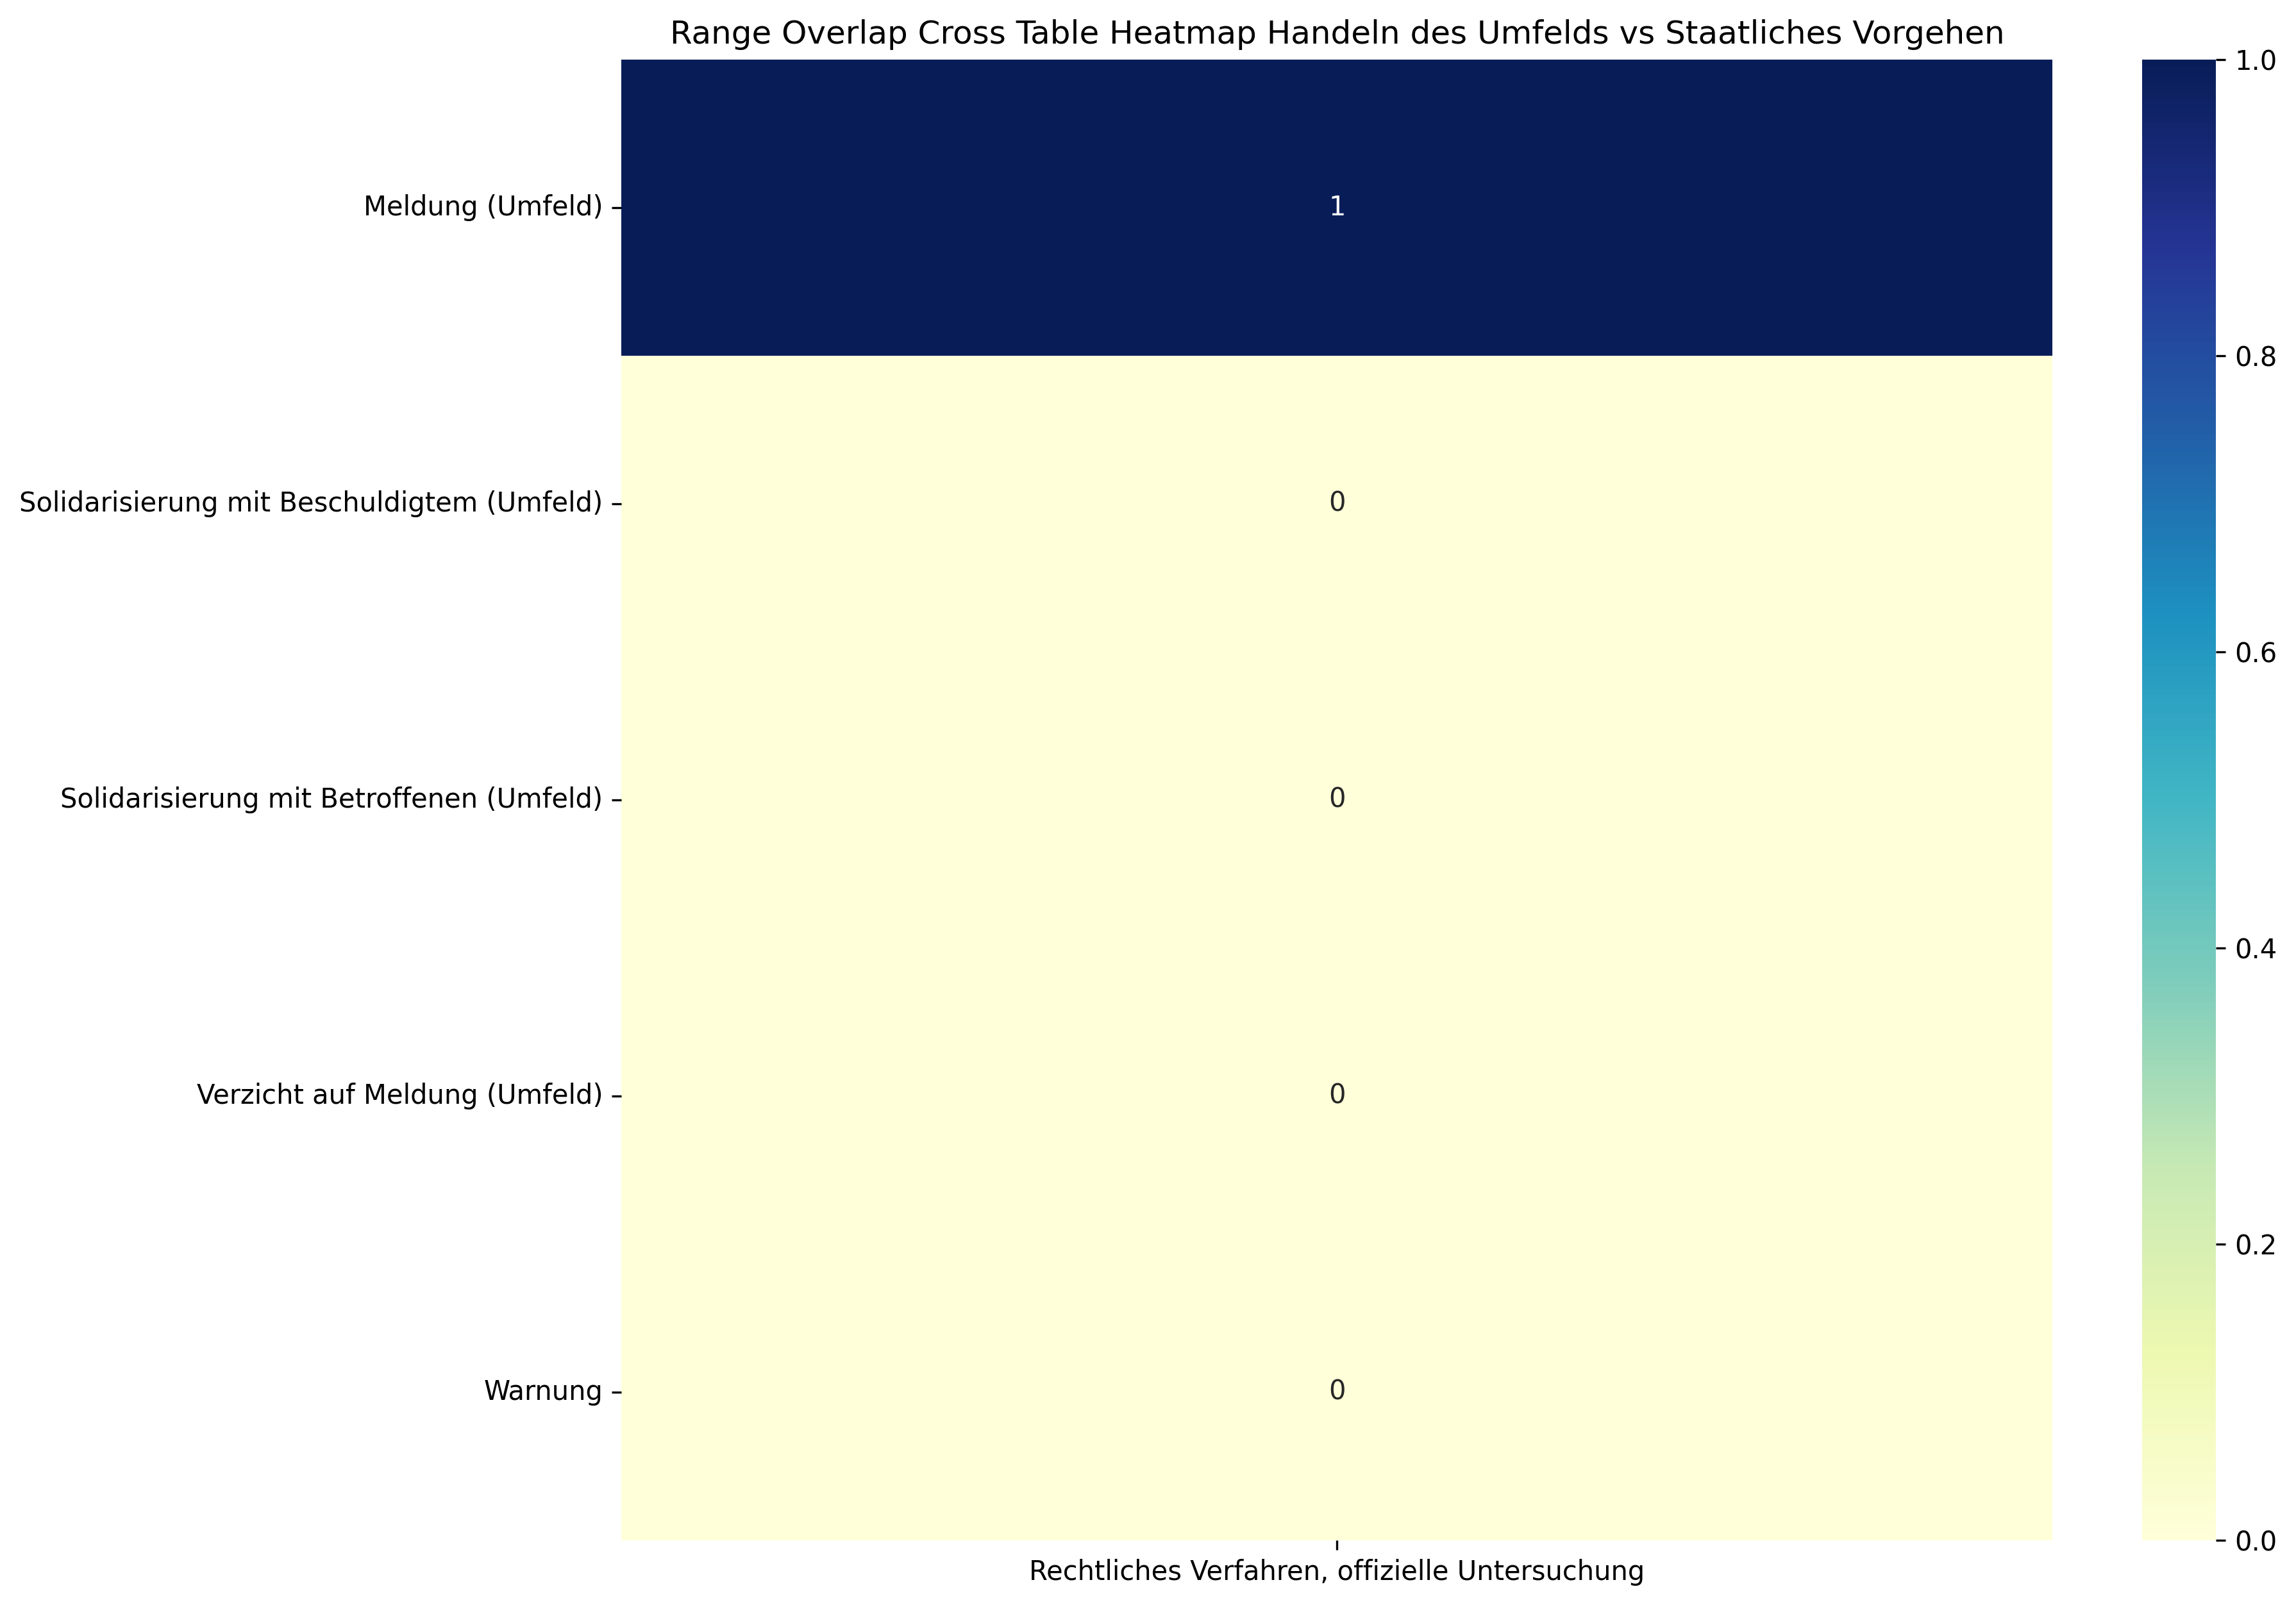 Range Overlap Cross Table Heatmap Handeln des Umfelds vs Staatliches Vorgehen
1.0
Meldung (Umfeld)
1
0.8
Solidarisierung mit Beschuldigtem (Umfeld)
0
0.6
Solidarisierung mit Betroffenen (Umfeld)
0
0.4
Verzicht auf Meldung (Umfeld)
0
0.2
Warnung
0
0.0
Rechtliches Verfahren, offizielle Untersuchung